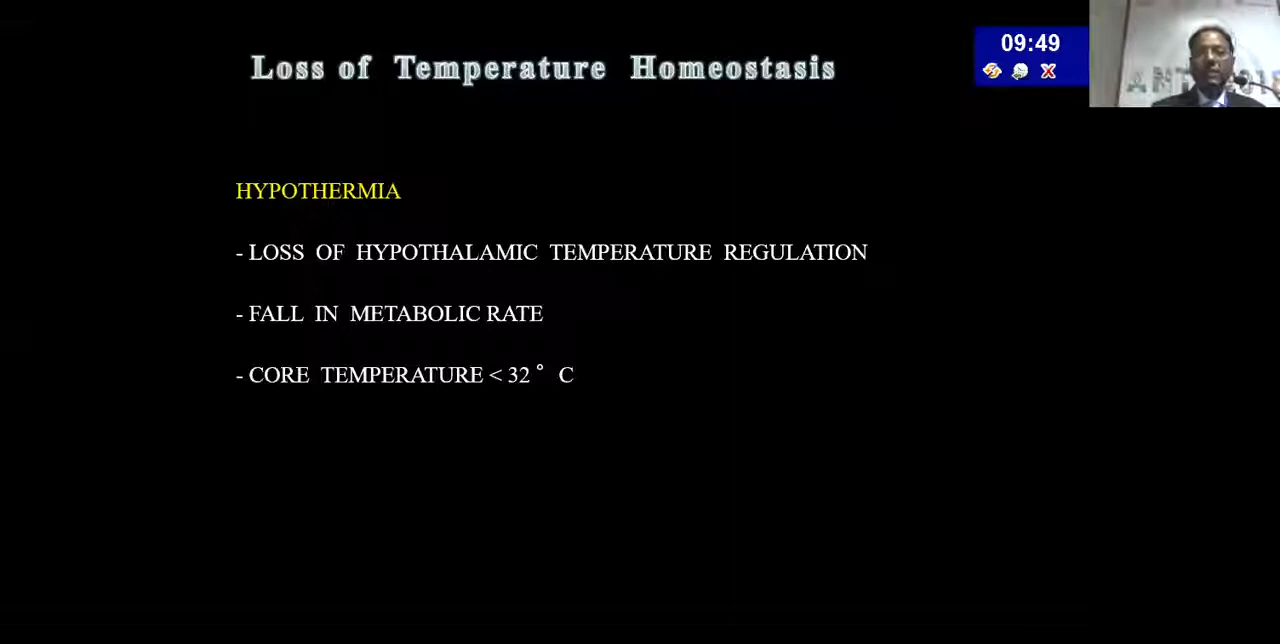 Loss of Temperature Homeostasis
09:49
HYPOTHERMIA
- LOSS OF HYPOTHALAMIC TEMPERATURE REGULATION
- FALL IN METABOLIC RATE
- CORE TEMPERATURE < 32 ° C